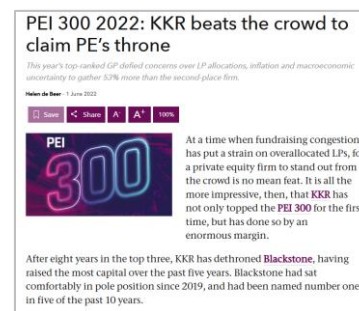 PEI 300 2022: KKR beats the crowd to
claim PE's throne
This year's top-ranked GP defied concerns over LP allocations, inflation and macroeconomic
uncertainty to gather 53% more than the second-place firm.
Helen de Beer - 1 June 2022
Save Share A- A+ 100%
PEI
300
At a time when fundraising congestion
has put a strain on overallocated LPs, fo
a private equity firm to stand out from
the crowd is no mean feat. It is all the
more impressive, then, that KKR has
not only topped the PEI 300 for the firs
time, but has done so by an
enormous margin.
After eight years in the top three, KKR has dethroned Blackstone, having
raised the most capital over the past five years. Blackstone had sat
comfortably in pole position since 2019, and had been named number one
in five of the past 10 years.